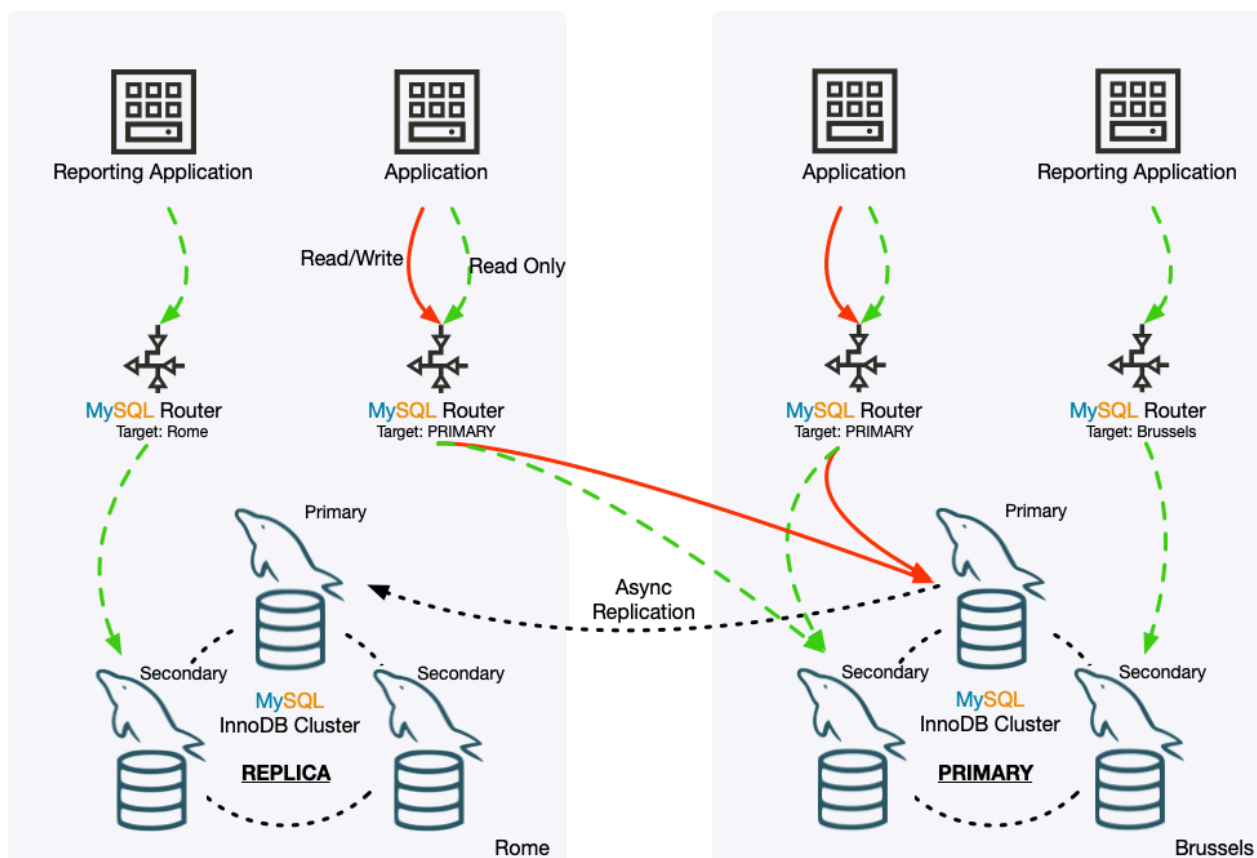 Reporting Application
Application
Application
Reporting Application
Read/Write
Read Only
MySQL Router
Target: Rome
MySQL Router
Target: PRIMARY
MySQL Router
Target: PRIMARY
MySQL Router
Target: Brussels
Primary
Primary
Async
Replication
Secondary
Secondary
Secondary
Secondary
MySQL
InnoDB Cluster
REPLICA
MySQL
InnoDB Cluster
PRIMARY
Rome
Brussels